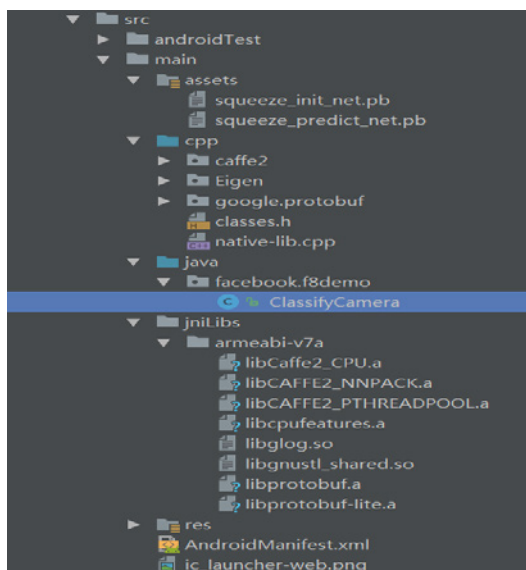 src
androidTest
main
assets
squeeze_init_net.pb
squeeze_predict_net.pb
cpp
caffe2
Eigen
google.protobuf
classes.h
native-lib.cpp
java
facebook.f8demo
ClassifyCamera
jniLibs
armeabi-v7a
libCaffe2_CPU.a
libCAFFE2_NNPACK.a
libCAFFE2_PTHREADPOOL.a
libcpufeatures.a
libglog.so
libgnustl_shared.so
libprotobuf.a
libprotobuf-lite.a
res
AndroidManifest.xml
ic_launcher-web.png